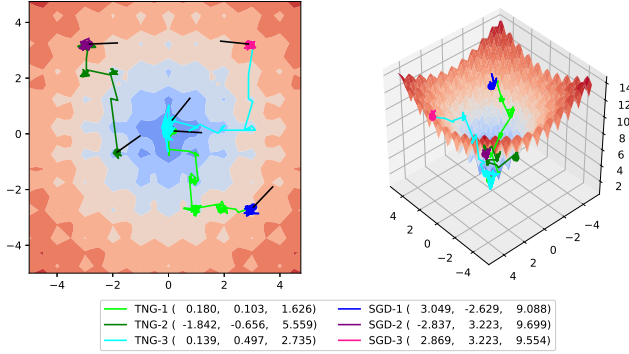 4
2
0
−2
−4
−4 −2 0 2 4
14
12
10
8
6
4
2
4 2 0 −2 −4
4 2 0 −2 −4
TNG-1 ( 0.180, 0.103, 1.626)
TNG-2 ( -1.842, -0.656, 5.559)
TNG-3 ( 0.139, 0.497, 2.735)
SGD-1 ( 3.049, -2.629, 9.088)
SGD-2 ( -2.837, 3.223, 9.699)
SGD-3 ( 2.869, 3.223, 9.554)